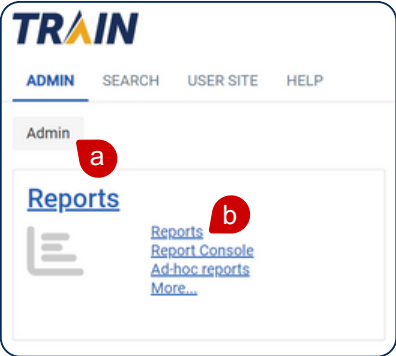 TRAIN
ADMIN SEARCH USER SITE HELP
Admin
a
Reports
b
Reports
Report Console
Ad-hoc reports
More...